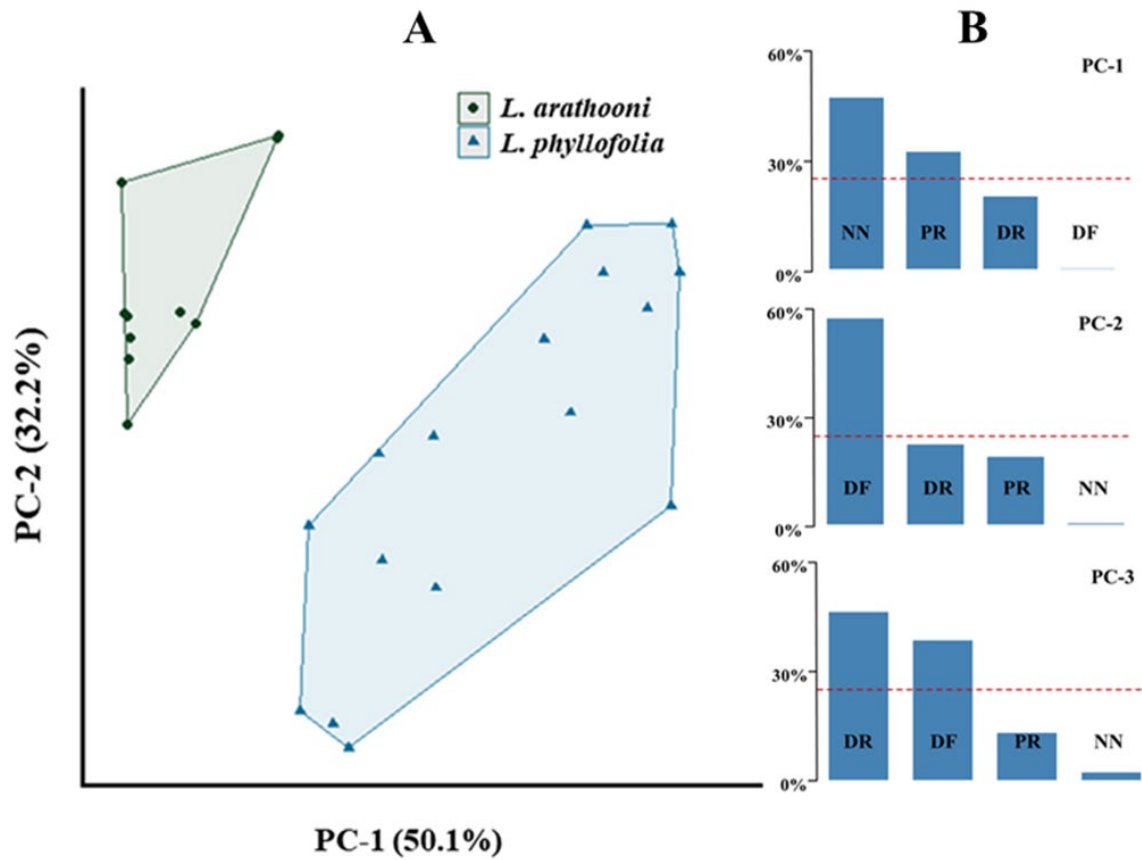 A
L. arathooni
L. phyllofolia
PC-2 (32.2%)
PC-1 (50.1%)
B
60%
PC-1
30%
NN PR DR DF
0%
60%
PC-2
30%
DF DR PR NN
0%
60%
PC-3
30%
DR DF PR NN
0%